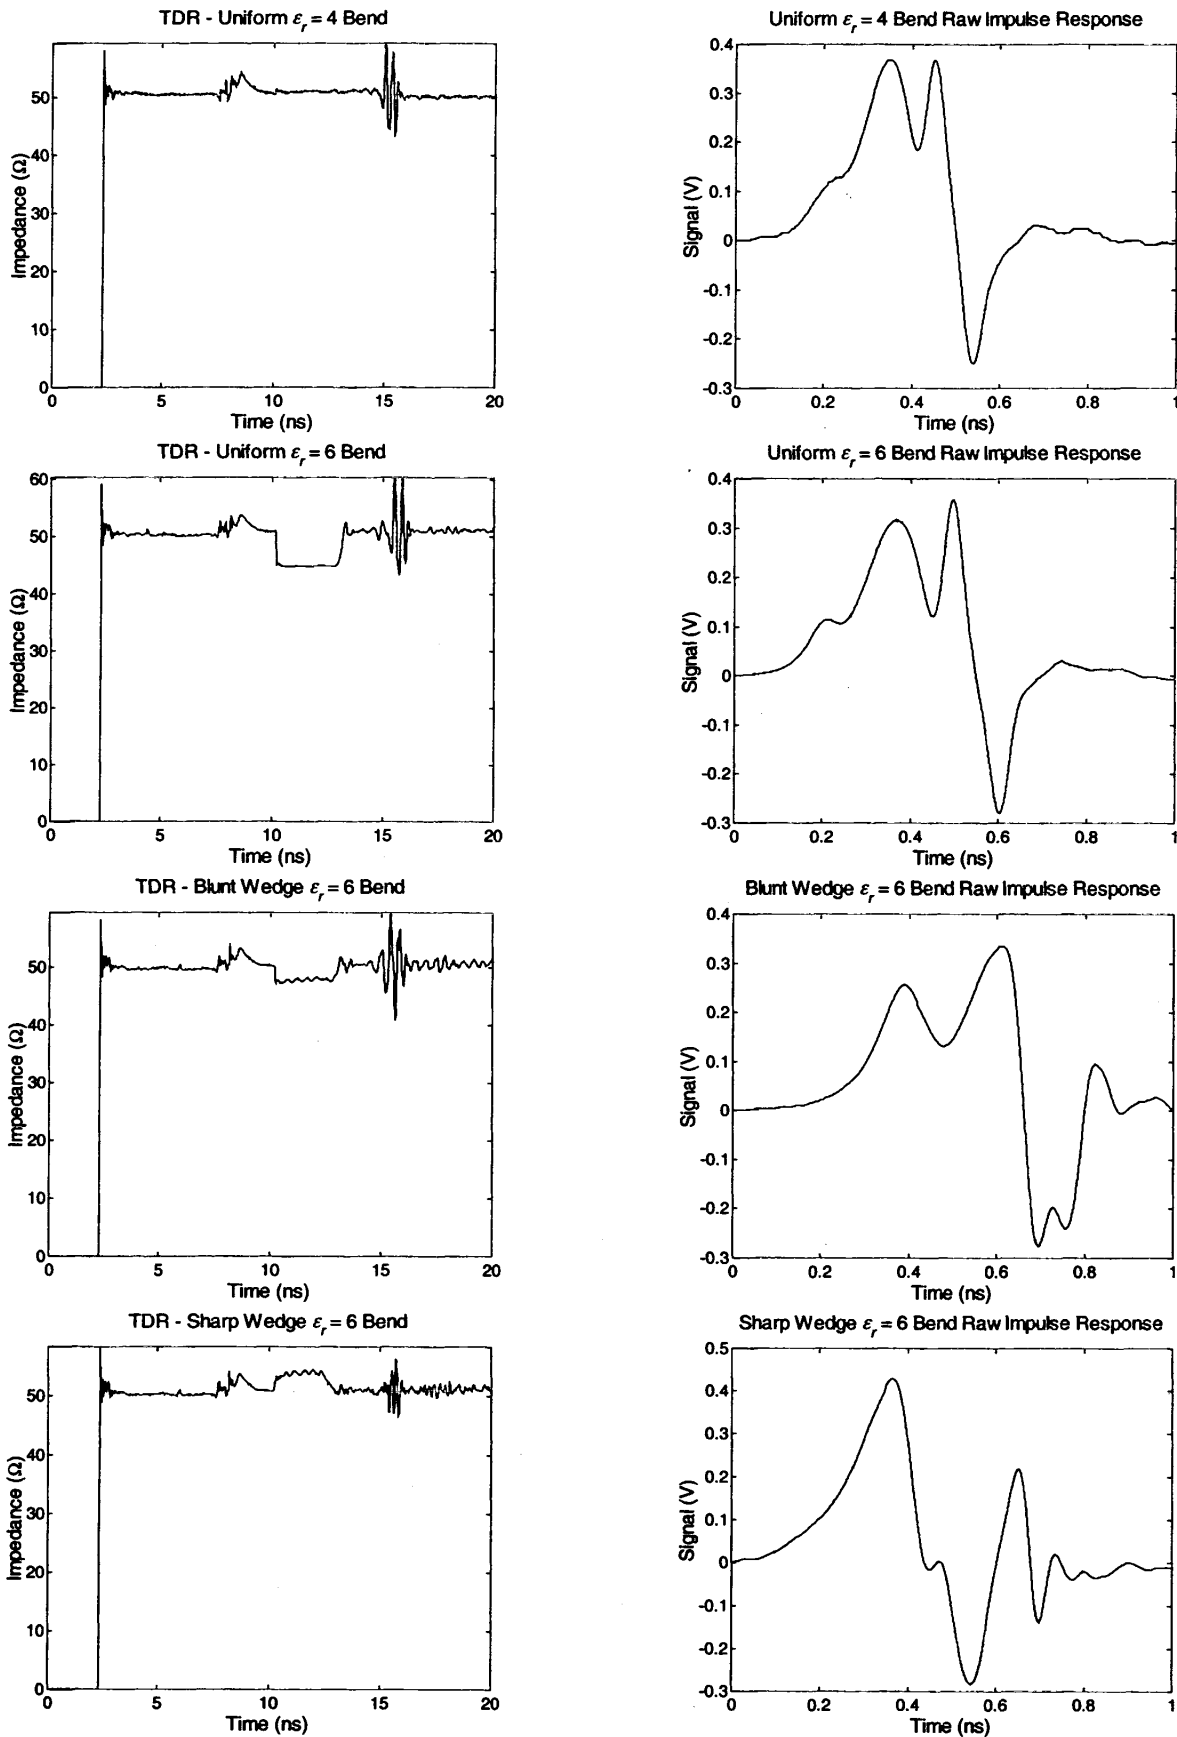 TDR - Uniform εr = 4 Bend
50
40
30
20
10
0
Impedance (Ω)
0 5 10 15 20
Time (ns)
Uniform εr = 4 Bend Raw Impulse Response
0.4
0.3
0.2
0.1
0
-0.1
-0.2
-0.3
Signal (V)
0 0.2 0.4 0.6 0.8 1
Time (ns)
TDR - Uniform εr = 6 Bend
60
50
40
30
20
10
0
Impedance (Ω)
0 5 10 15 20
Time (ns)
Uniform εr = 6 Bend Raw Impulse Response
0.4
0.3
0.2
0.1
0
-0.1
-0.2
-0.3
Signal (V)
0 0.2 0.4 0.6 0.8 1
Time (ns)
TDR - Blunt Wedge εr = 6 Bend
50
40
30
20
10
0
Impedance (Ω)
0 5 10 15 20
Time (ns)
Blunt Wedge εr = 6 Bend Raw Impulse Response
0.4
0.3
0.2
0.1
0
-0.1
-0.2
-0.3
Signal (V)
0 0.2 0.4 0.6 0.8 1
Time (ns)
TDR - Sharp Wedge εr = 6 Bend
50
40
30
20
10
0
Impedance (Ω)
0 5 10 15 20
Time (ns)
Sharp Wedge εr = 6 Bend Raw Impulse Response
0.5
0.4
0.3
0.2
0.1
0
-0.1
-0.2
-0.3
Signal (V)
0 0.2 0.4 0.6 0.8 1
Time (ns)